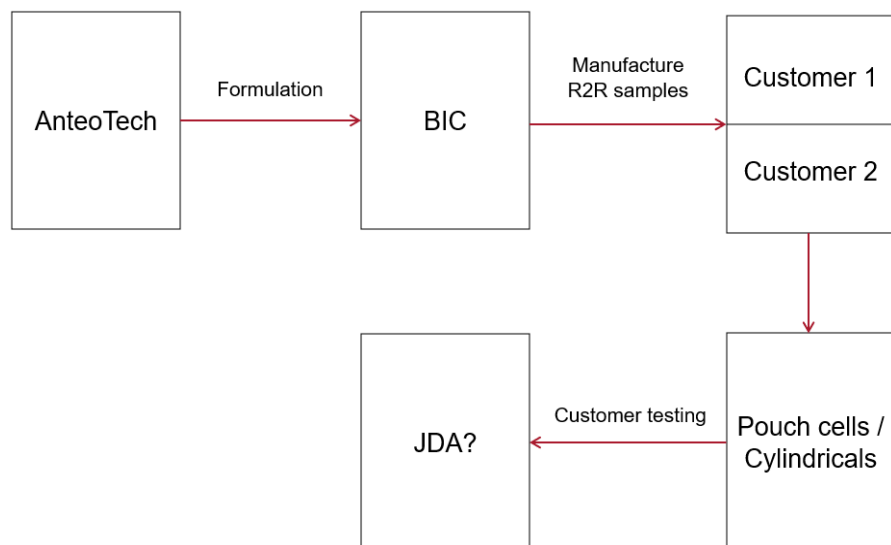 AnteoTech
Formulation
BIC
Manufacture
R2R samples
Customer 1
Customer 2
Pouch cells /
Cylindricals
Customer testing
JDA?